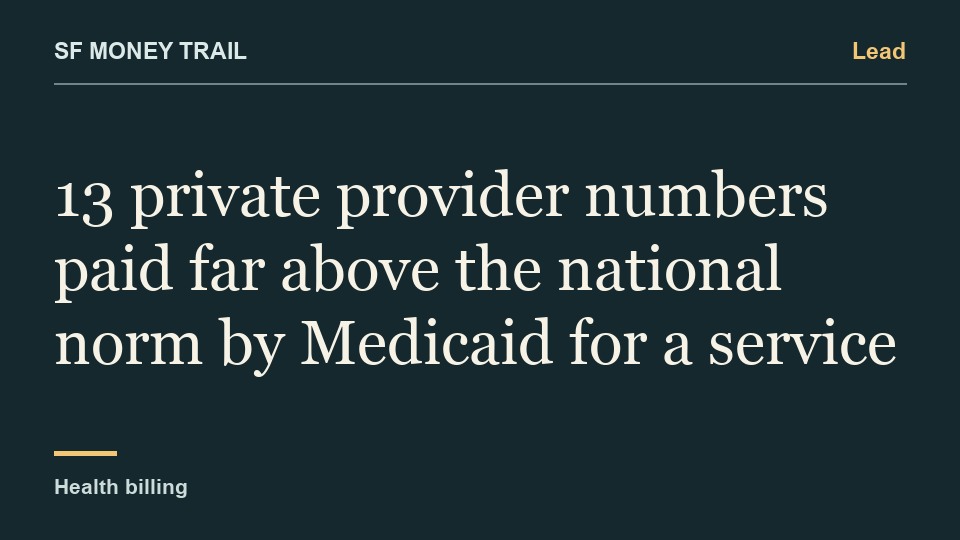 SF MONEY TRAIL
Lead
13 private provider numbers
paid far above the national
norm by Medicaid for a service
Health billing